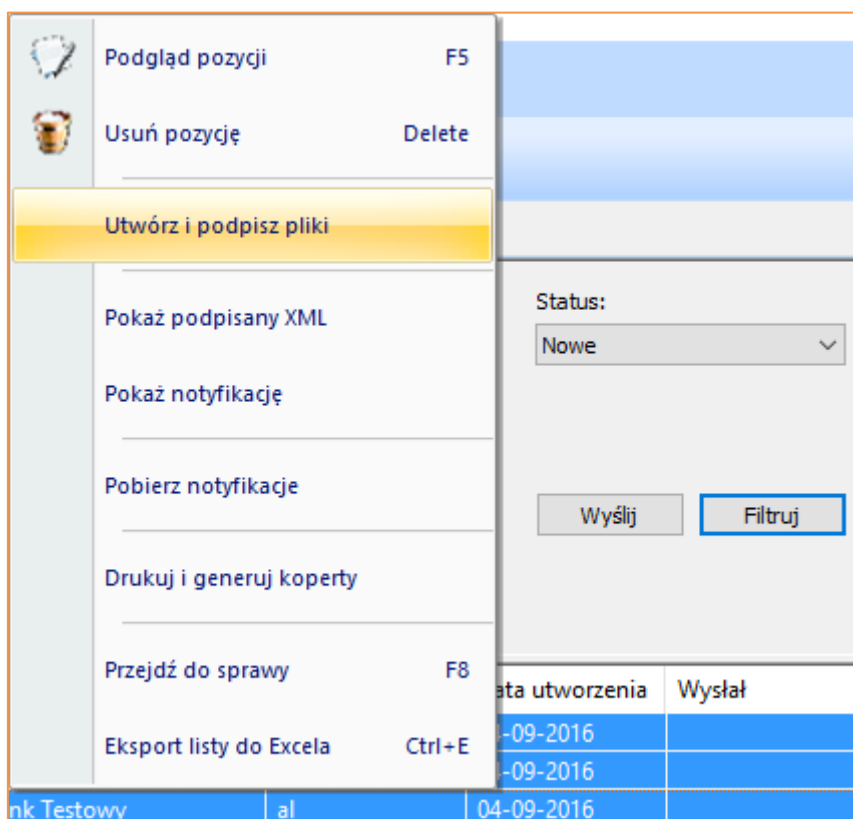 Podgląd pozycji F5
Usuń pozycję Delete
Utwórz i podpisz pliki
Pokaż podpisany XML
Pokaż notyfikację
Pobierz notyfikacje
Drukuj i generuj koperty
Przejdź do sprawy F8
Eksport listy do Excela Ctrl+E
Status:
Nowe
Wyślij Filtruj
ata utworzenia Wysłał
-09-2016
-09-2016
nk Testowy al 04-09-2016